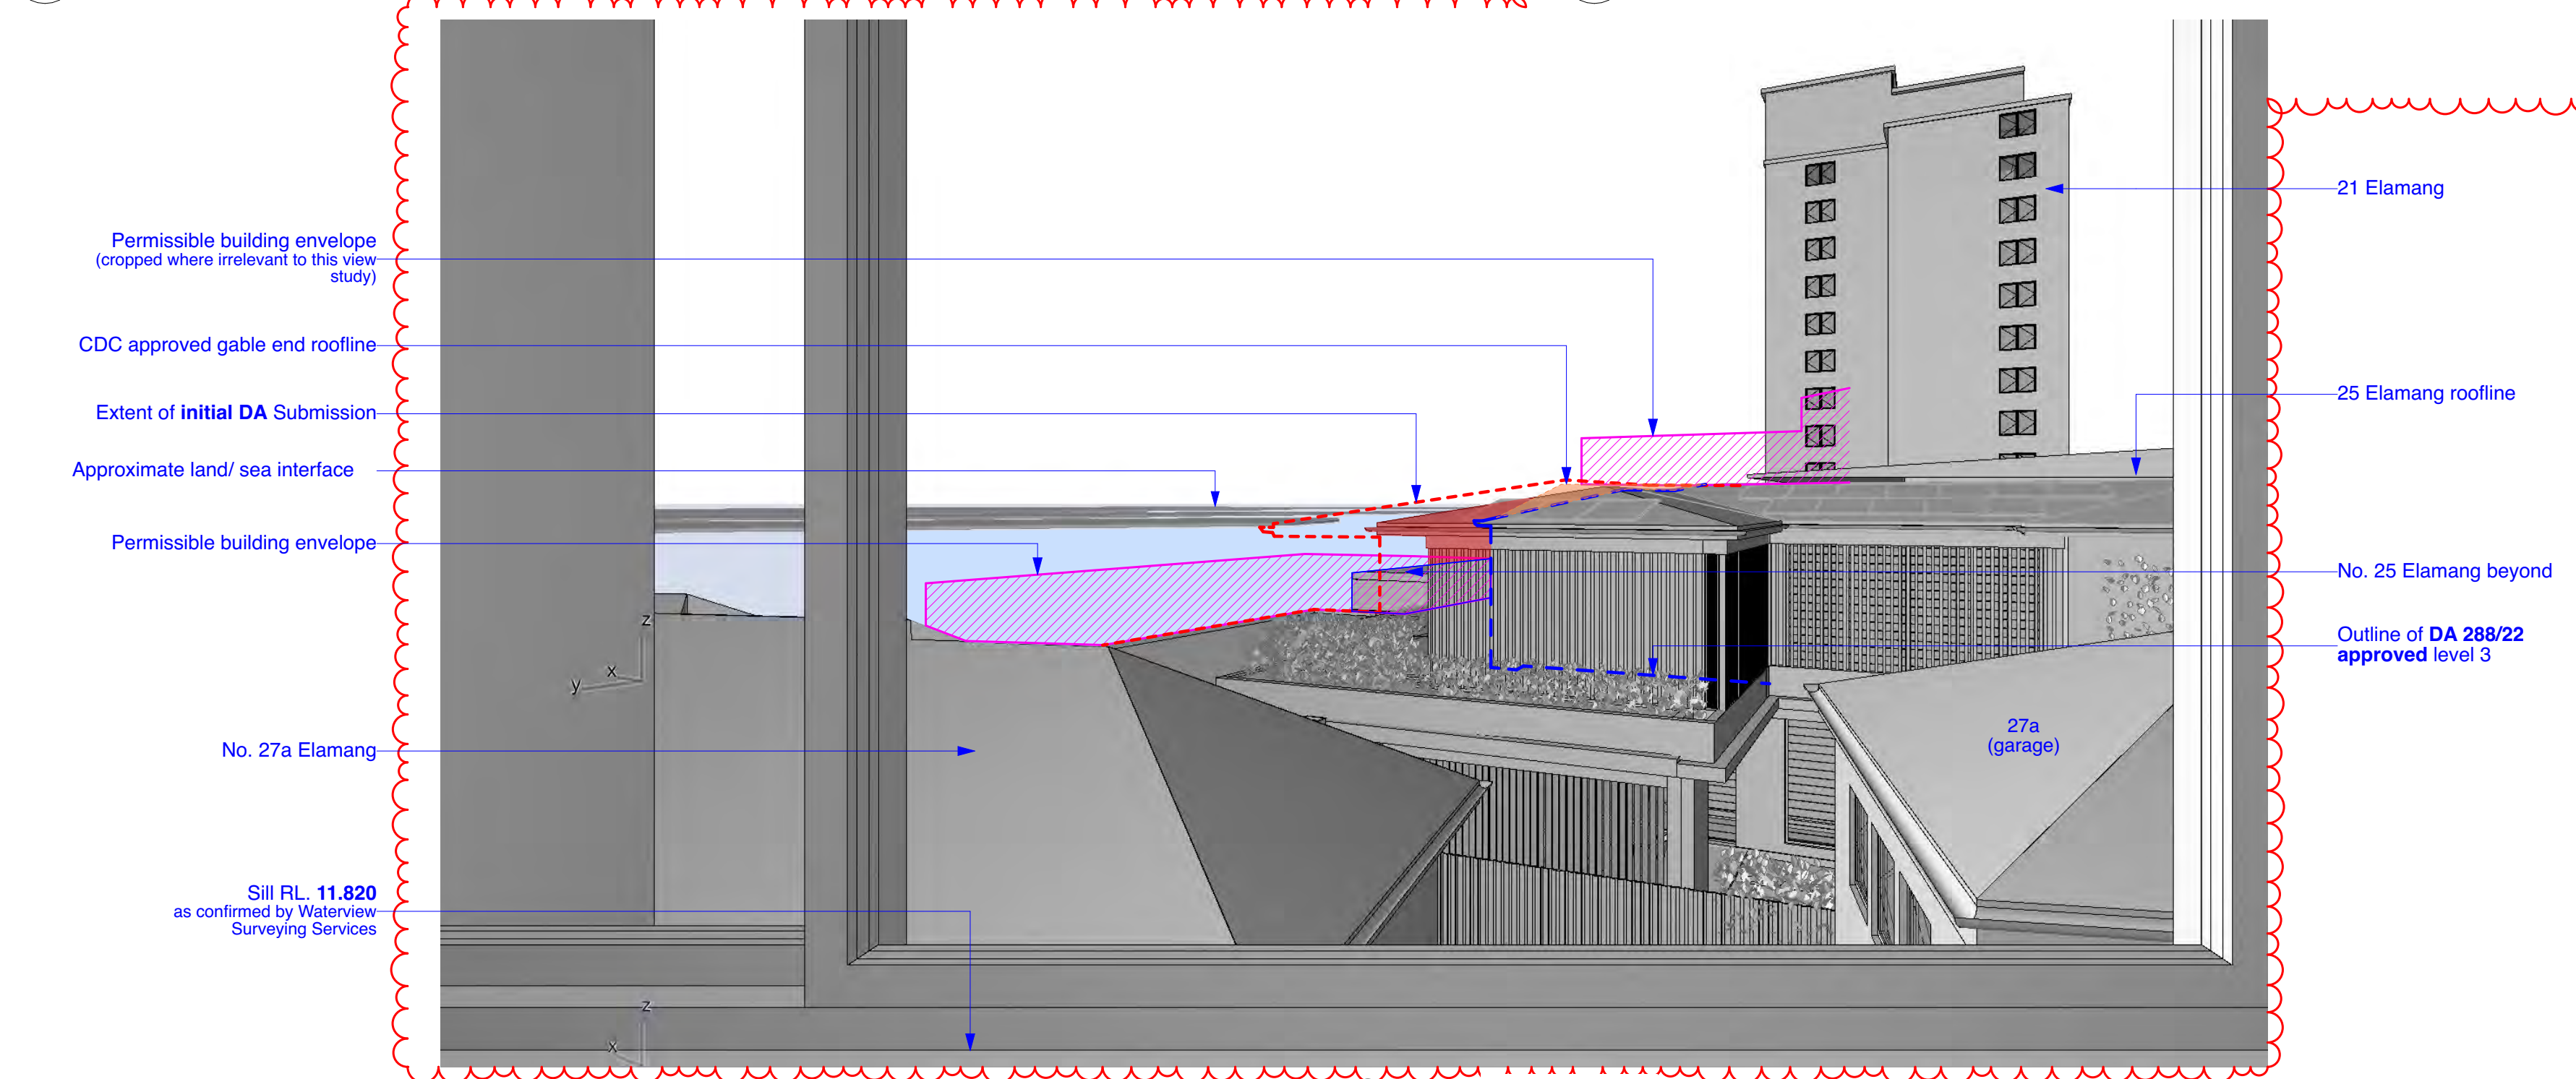 Permissible building envelope
(cropped where irrelevant to this view
study)
CDC approved gable end roofline
Extent of initial DA Submission
Approximate land/ sea interface
Permissible building envelope
No. 27a Elamang
Sill RL. 11.820
as confirmed by Waterview
Surveying Services
z
x
y
z
x
27a
(garage)
21 Elamang
25 Elamang roofline
No. 25 Elamang beyond
Outline of DA 288/22
approved level 3